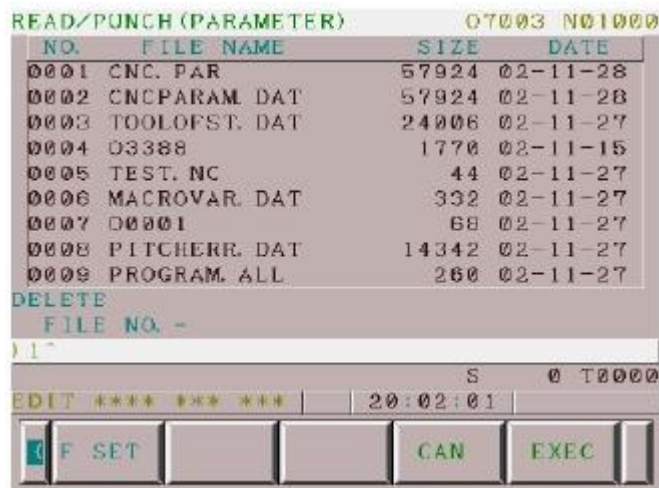 READ/PUNCH(PARAMETER) O7003 N01000
NO. FILE NAME SIZE DATE
0001 CNC. PAR 57924 02-11-28
0002 CNCPARAM. DAT 57924 02-11-28
0003 TOOLOFST. DAT 24006 02-11-27
0004 O3388 1770 02-11-15
0005 TEST. NC 44 02-11-27
0006 MACROVAR. DAT 332 02-11-27
0007 O0001 68 02-11-27
0008 PITCHERR. DAT 14342 02-11-27
0009 PROGRAM. ALL 260 02-11-27
DELETE
FILE NO. -
)1^
S 0 T0000
EDIT **** *** *** 20:02:01
( F SET CAN EXEC